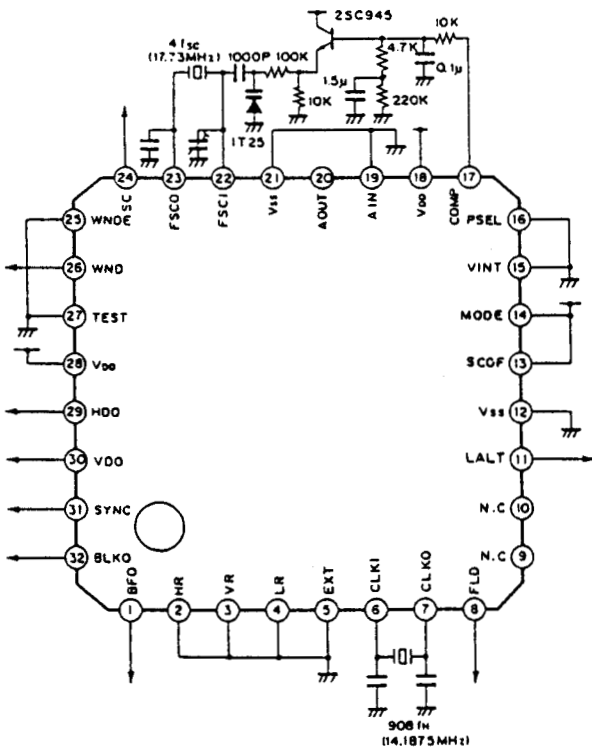 2SC945
10K
4fsc
(17.73MHz)
1000P
100K
4.7K
0.1μ
1.5μ
10K
220K
1T25
24
23
22
21
20
19
18
17
SC
FSCO
FSCI
Vss
AOUT
AIN
VDD
COMP
25
WNDE
PSEL
16
26
WND
VINT
15
27
TEST
MODE
14
28
VDD
SCOF
13
29
HDO
Vss
12
30
VDO
LALT
11
31
SYNC
N.C
10
32
BLKO
N.C
9
BFO
HR
VR
LR
EXT
CLKI
CLKO
FLD
1
2
3
4
5
6
7
8
908fH
(14.1875MHz)